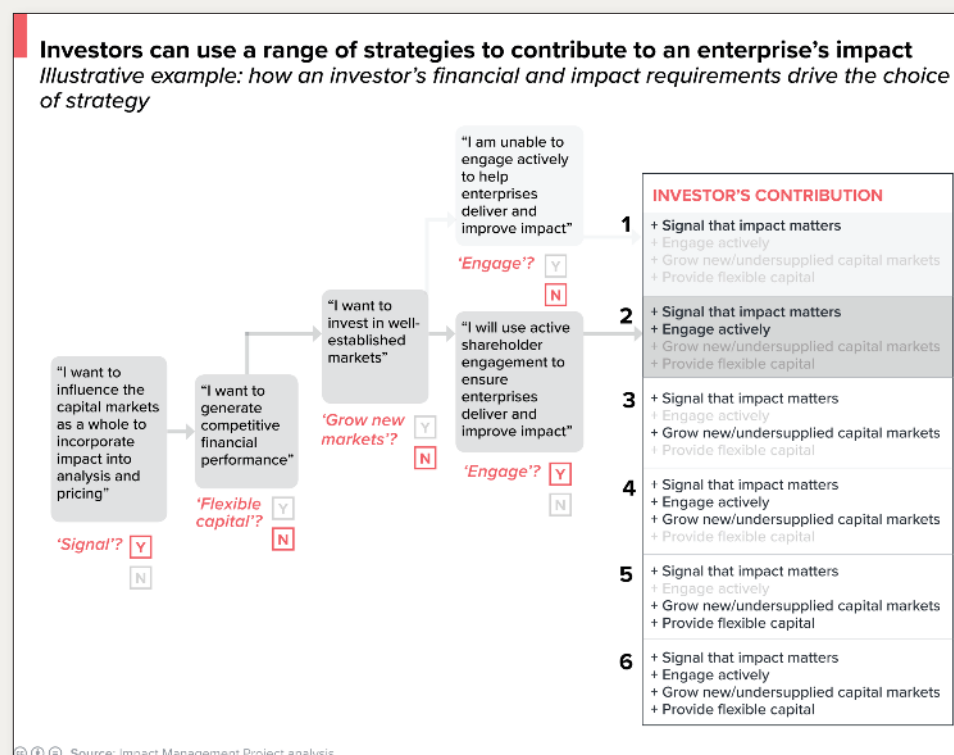 Investors can use a range of strategies to contribute to an enterprise's impact
Illustrative example: how an investor's financial and impact requirements drive the choice
of strategy
"I want to
influence the
capital markets
as a whole to
incorporate
impact into
analysis and
pricing"
'Signal'? Y
N
"I want to
generate
competitive
financial
performance"
'Flexible
capital'?
Y
N
"I want to
invest in well-
established
markets"
'Grow new
markets'?
Y
N
"I am unable to
engage actively
to help
enterprises
deliver and
improve impact"
'Engage'? Y
N
"I will use active
shareholder
engagement to
ensure
enterprises
deliver and
improve impact"
'Engage'? Y
N
INVESTOR'S CONTRIBUTION
1
+ Signal that impact matters
+ Engage actively
+ Grow new/undersupplied capital markets
+ Provide flexible capital
2
+ Signal that impact matters
+ Engage actively
+ Grow new/undersupplied capital markets
+ Provide flexible capital
3
+ Signal that impact matters
+ Engage actively
+ Grow new/undersupplied capital markets
+ Provide flexible capital
4
+ Signal that impact matters
+ Engage actively
+ Grow new/undersupplied capital markets
+ Provide flexible capital
5
+ Signal that impact matters
+ Engage actively
+ Grow new/undersupplied capital markets
+ Provide flexible capital
6
+ Signal that impact matters
+ Engage actively
+ Grow new/undersupplied capital markets
+ Provide flexible capital
Source: Impact Management Project analysis